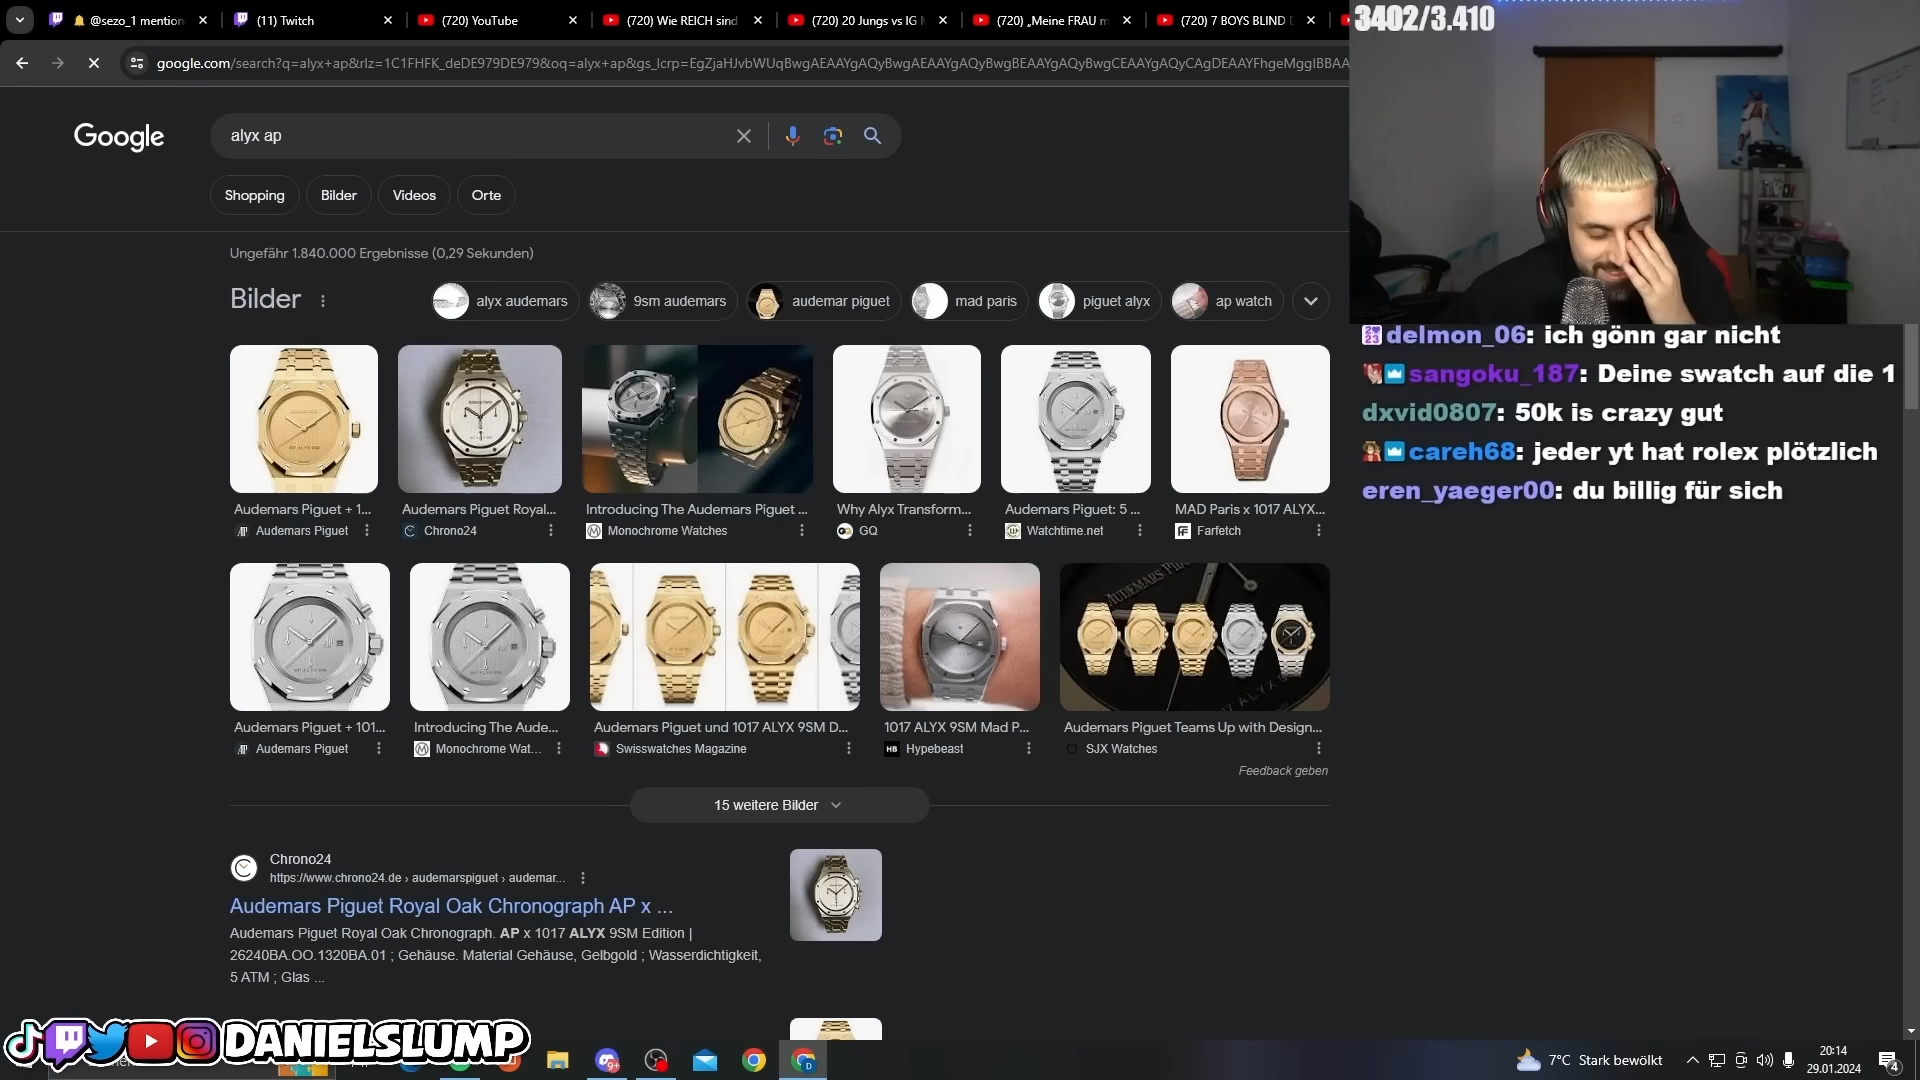 @sezo_1 mention
(11) Twitch
(720) YouTube
(720) Wie REICH sind
(720) 20 Jungs vs IG
(720) „Meine FRAU m
(720) 7 BOYS BLIND
google.com/search?q=alyx+ap&rlz=1C1FHFK_deDE979DE979&oq=alyx+ap&gs_lcrp=EgZjaHJvbWUqBwgAEAAYgAQyBwgAEAAYgAQyBwgBEAAYgAQyBwgCEAAYgAQyCAgDEAAYFhgeMggIBBAA
3402/3.410
Google
alyx ap
Shopping
Bilder
Videos
Orte
Ungefähr 1.840.000 Ergebnisse (0,29 Sekunden)
Bilder
alyx audemars
9sm audemars
audemar piguet
mad paris
piguet alyx
ap watch
Audemars Piguet + 1...
Audemars Piguet Royal...
Introducing The Audemars Piguet ...
Why Alyx Transform...
Audemars Piguet: 5 ...
MAD Paris x 1017 ALYX...
Audemars Piguet
Chrono24
Monochrome Watches
GQ
Watchtime.net
Farfetch
Audemars Piguet + 101...
Introducing The Aude...
Audemars Piguet und 1017 ALYX 9SM D...
1017 ALYX 9SM Mad P...
Audemars Piguet Teams Up with Design...
Audemars Piguet
Monochrome Wat...
Swisswatches Magazine
HB Hypebeast
SJX Watches
Feedback geben
15 weitere Bilder
Chrono24
https://www.chrono24.de › audemarspiguet › audemar...
Audemars Piguet Royal Oak Chronograph AP x ...
Audemars Piguet Royal Oak Chronograph. AP x 1017 ALYX 9SM Edition |
26240BA.OO.1320BA.01 ; Gehäuse. Material Gehäuse, Gelbgold ; Wasserdichtigkeit,
5 ATM ; Glas ...
delmon_06: ich gönn gar nicht
sangoku_187: Deine swatch auf die 1
dxvid0807: 50k is crazy gut
careh68: jeder yt hat rolex plötzlich
eren_yaeger00: du billig für sich
DANIELSLUMP
7°C Stark bewölkt
20:14
29.01.2024
4